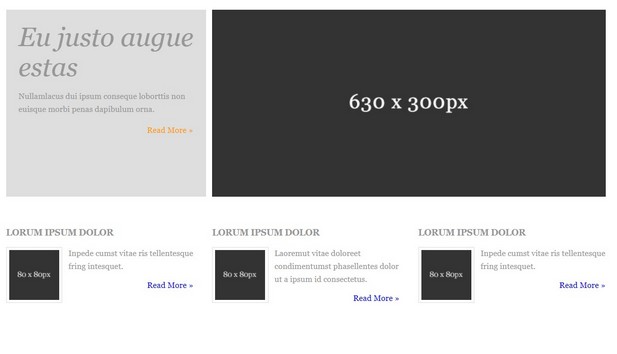 Eu justo augue
estas
Nullamlacus dui ipsum conseque loborttis non
euisque morbi penas dapibulum orna.
Read More »
630 x 300px
LORUM IPSUM DOLOR
80 x 80px
Inpede cumst vitae ris tellentesque
fring intesquet.
Read More »
LORUM IPSUM DOLOR
80 x 80px
Laoremut vitae doloreet
condimentumst phasellentes dolor
ut a ipsum id consectetus.
Read More »
LORUM IPSUM DOLOR
80 x 80px
Inpede cumst vitae ris tellentesque
fring intesquet.
Read More »